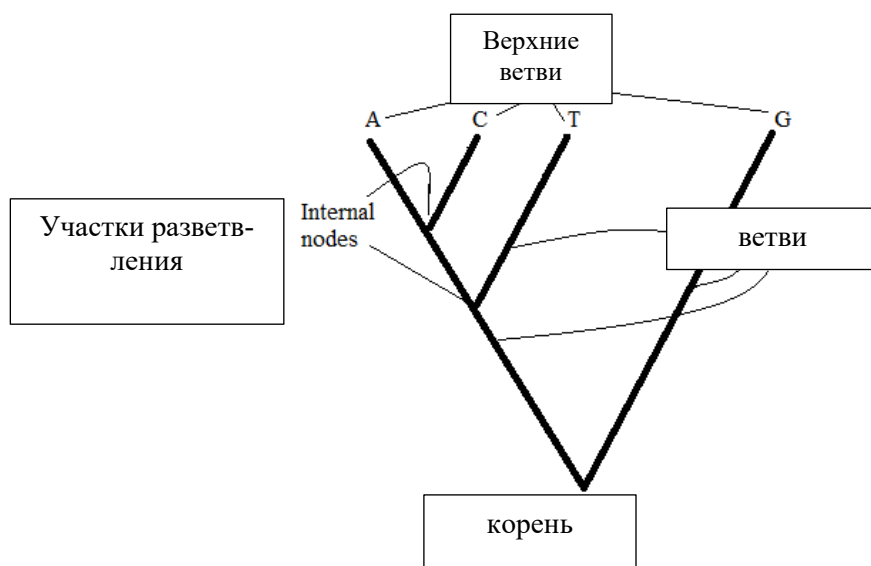 Верхние
ветви
A
C
T
G
Участки разветв-
ления
Internal
nodes
ветви
корень